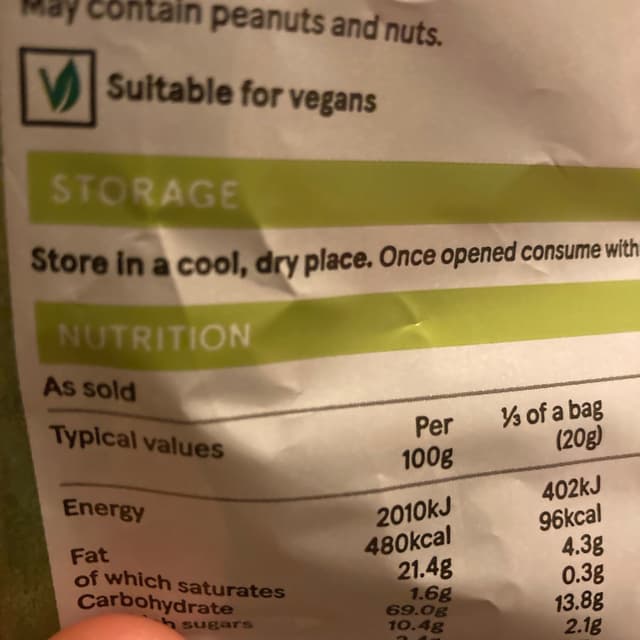 May contain peanuts and nuts.
Suitable for vegans
STORAGE
Store in a cool, dry place. Once opened consume with
NUTRITION
As sold
Typical values Per 100g ⅓ of a bag (20g)
Energy 2010kJ 402kJ
480kcal 96kcal
Fat 21.4g 4.3g
of which saturates 1.6g 0.3g
Carbohydrate 69.0g 13.8g
sugars 10.4g 2.1g